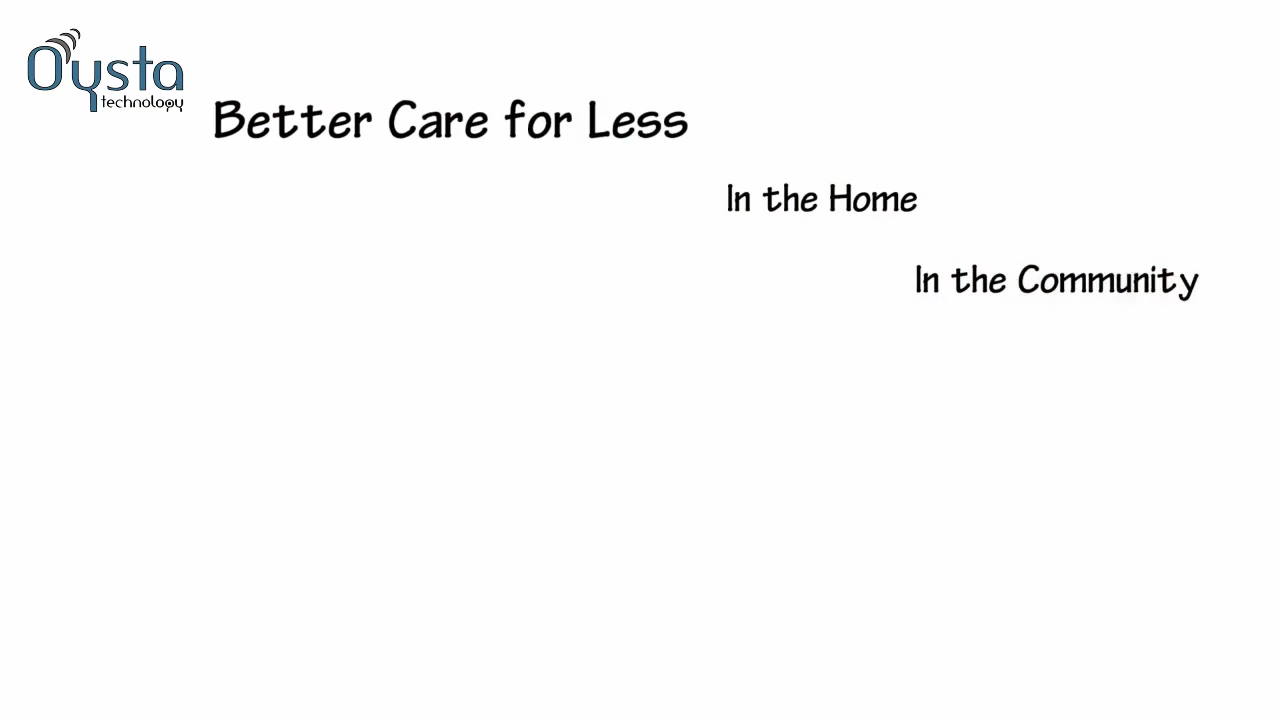 Oysta
technology
Better Care for Less
In the Home
In the Community